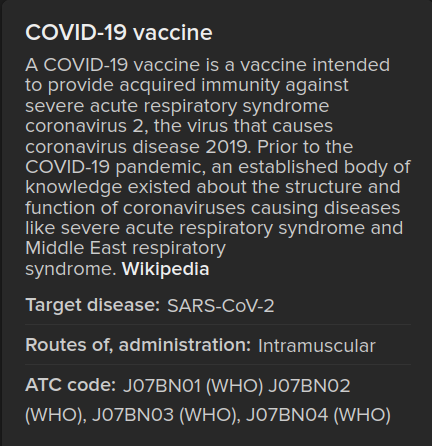 COVID-19 vaccine
A COVID-19 vaccine is a vaccine intended
to provide acquired immunity against
severe acute respiratory syndrome
coronavirus 2, the virus that causes
coronavirus disease 2019. Prior to the
COVID-19 pandemic, an established body of
knowledge existed about the structure and
function of coronaviruses causing diseases
like severe acute respiratory syndrome and
Middle East respiratory
syndrome. Wikipedia
Target disease: SARS-CoV-2
Routes of, administration: Intramuscular
ATC code: J07BN01 (WHO) J07BN02
(WHO), J07BN03 (WHO), J07BN04 (WHO)